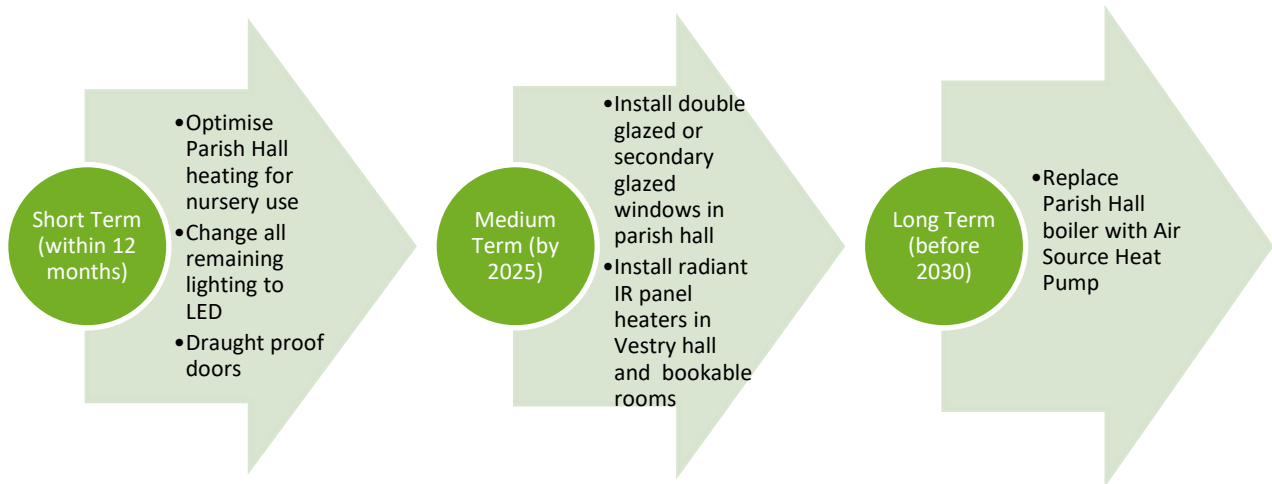 Short Term
(within 12
months)
•Optimise
Parish Hall
heating for
nursery use
•Change all
remaining
lighting to
LED
•Draught proof
doors
Medium
Term (by
2025)
•Install double
glazed or
secondary
glazed
windows in
parish hall
•Install radiant
IR panel
heaters in
Vestry hall
and bookable
rooms
Long Term
(before
2030)
•Replace
Parish Hall
boiler with Air
Source Heat
Pump